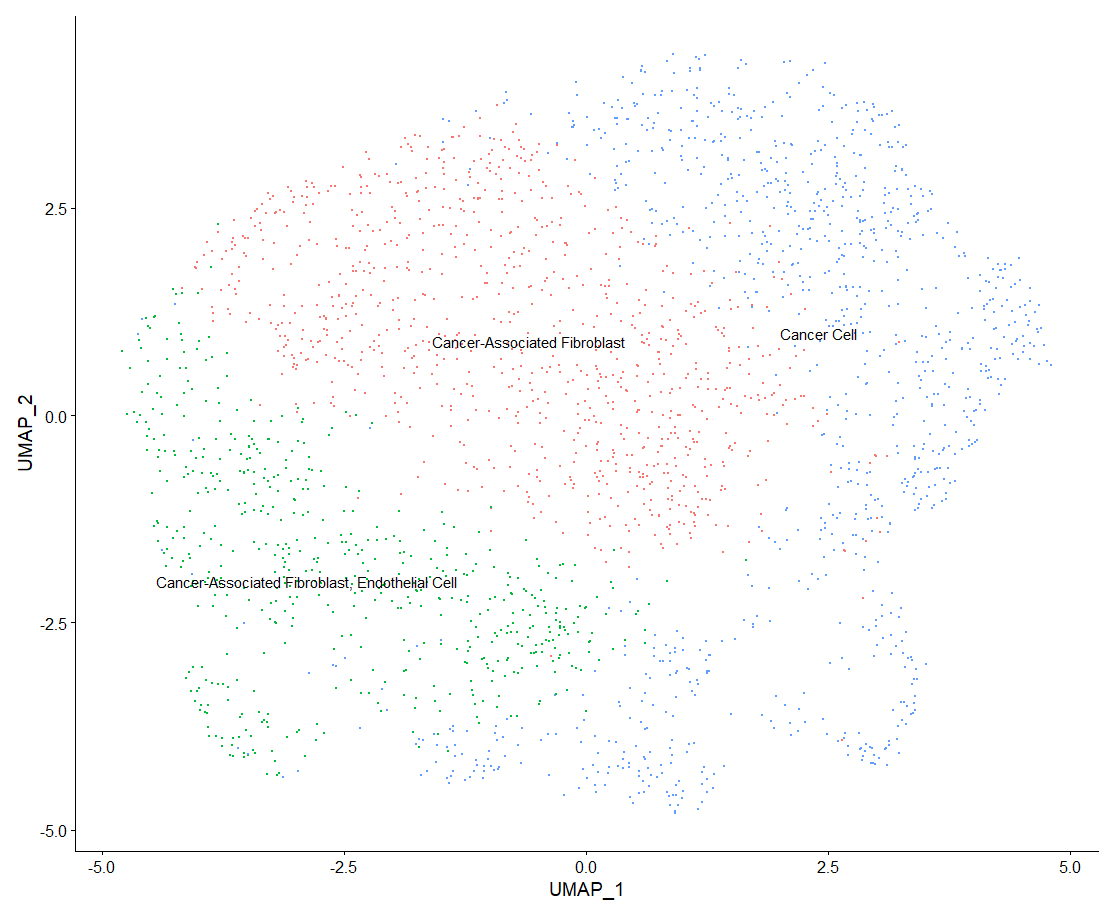 UMAP_2
2.5
0.0
-2.5
-5.0
Cancer Cell
Cancer-Associated Fibroblast
Cancer-Associated Fibroblast, Endothelial Cell
-5.0
-2.5
0.0
2.5
5.0
UMAP_1